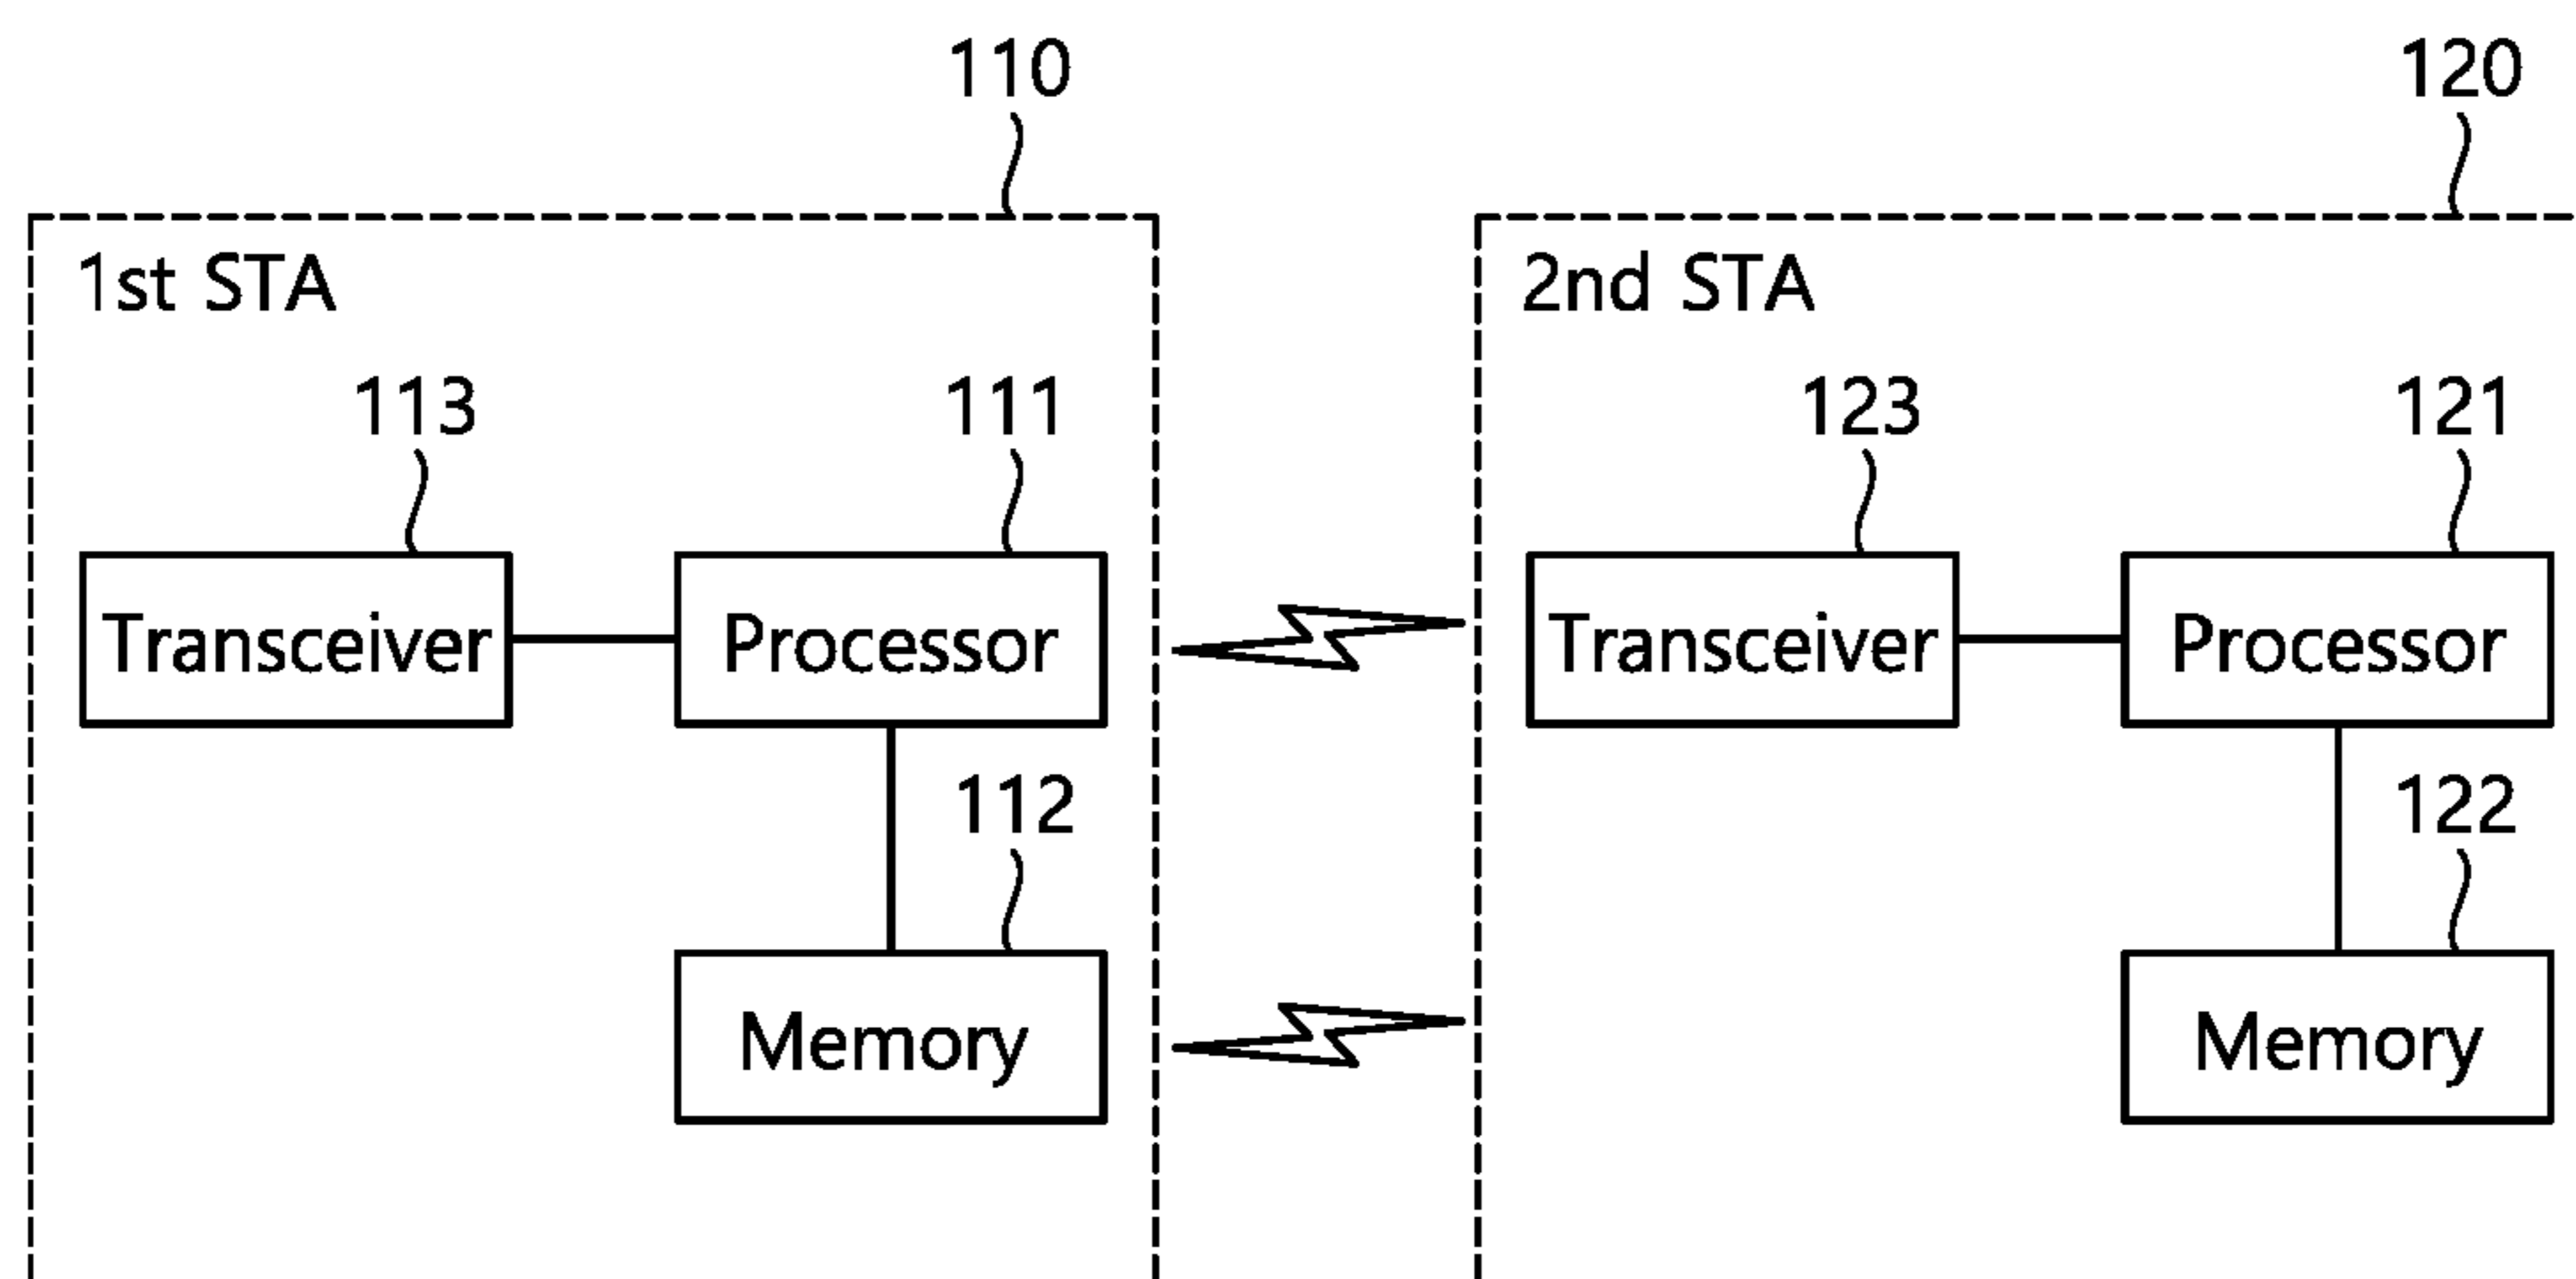 110
120
1st STA
2nd STA
113
111
123
121
Transceiver
Processor
Transceiver
Processor
112
122
Memory
Memory